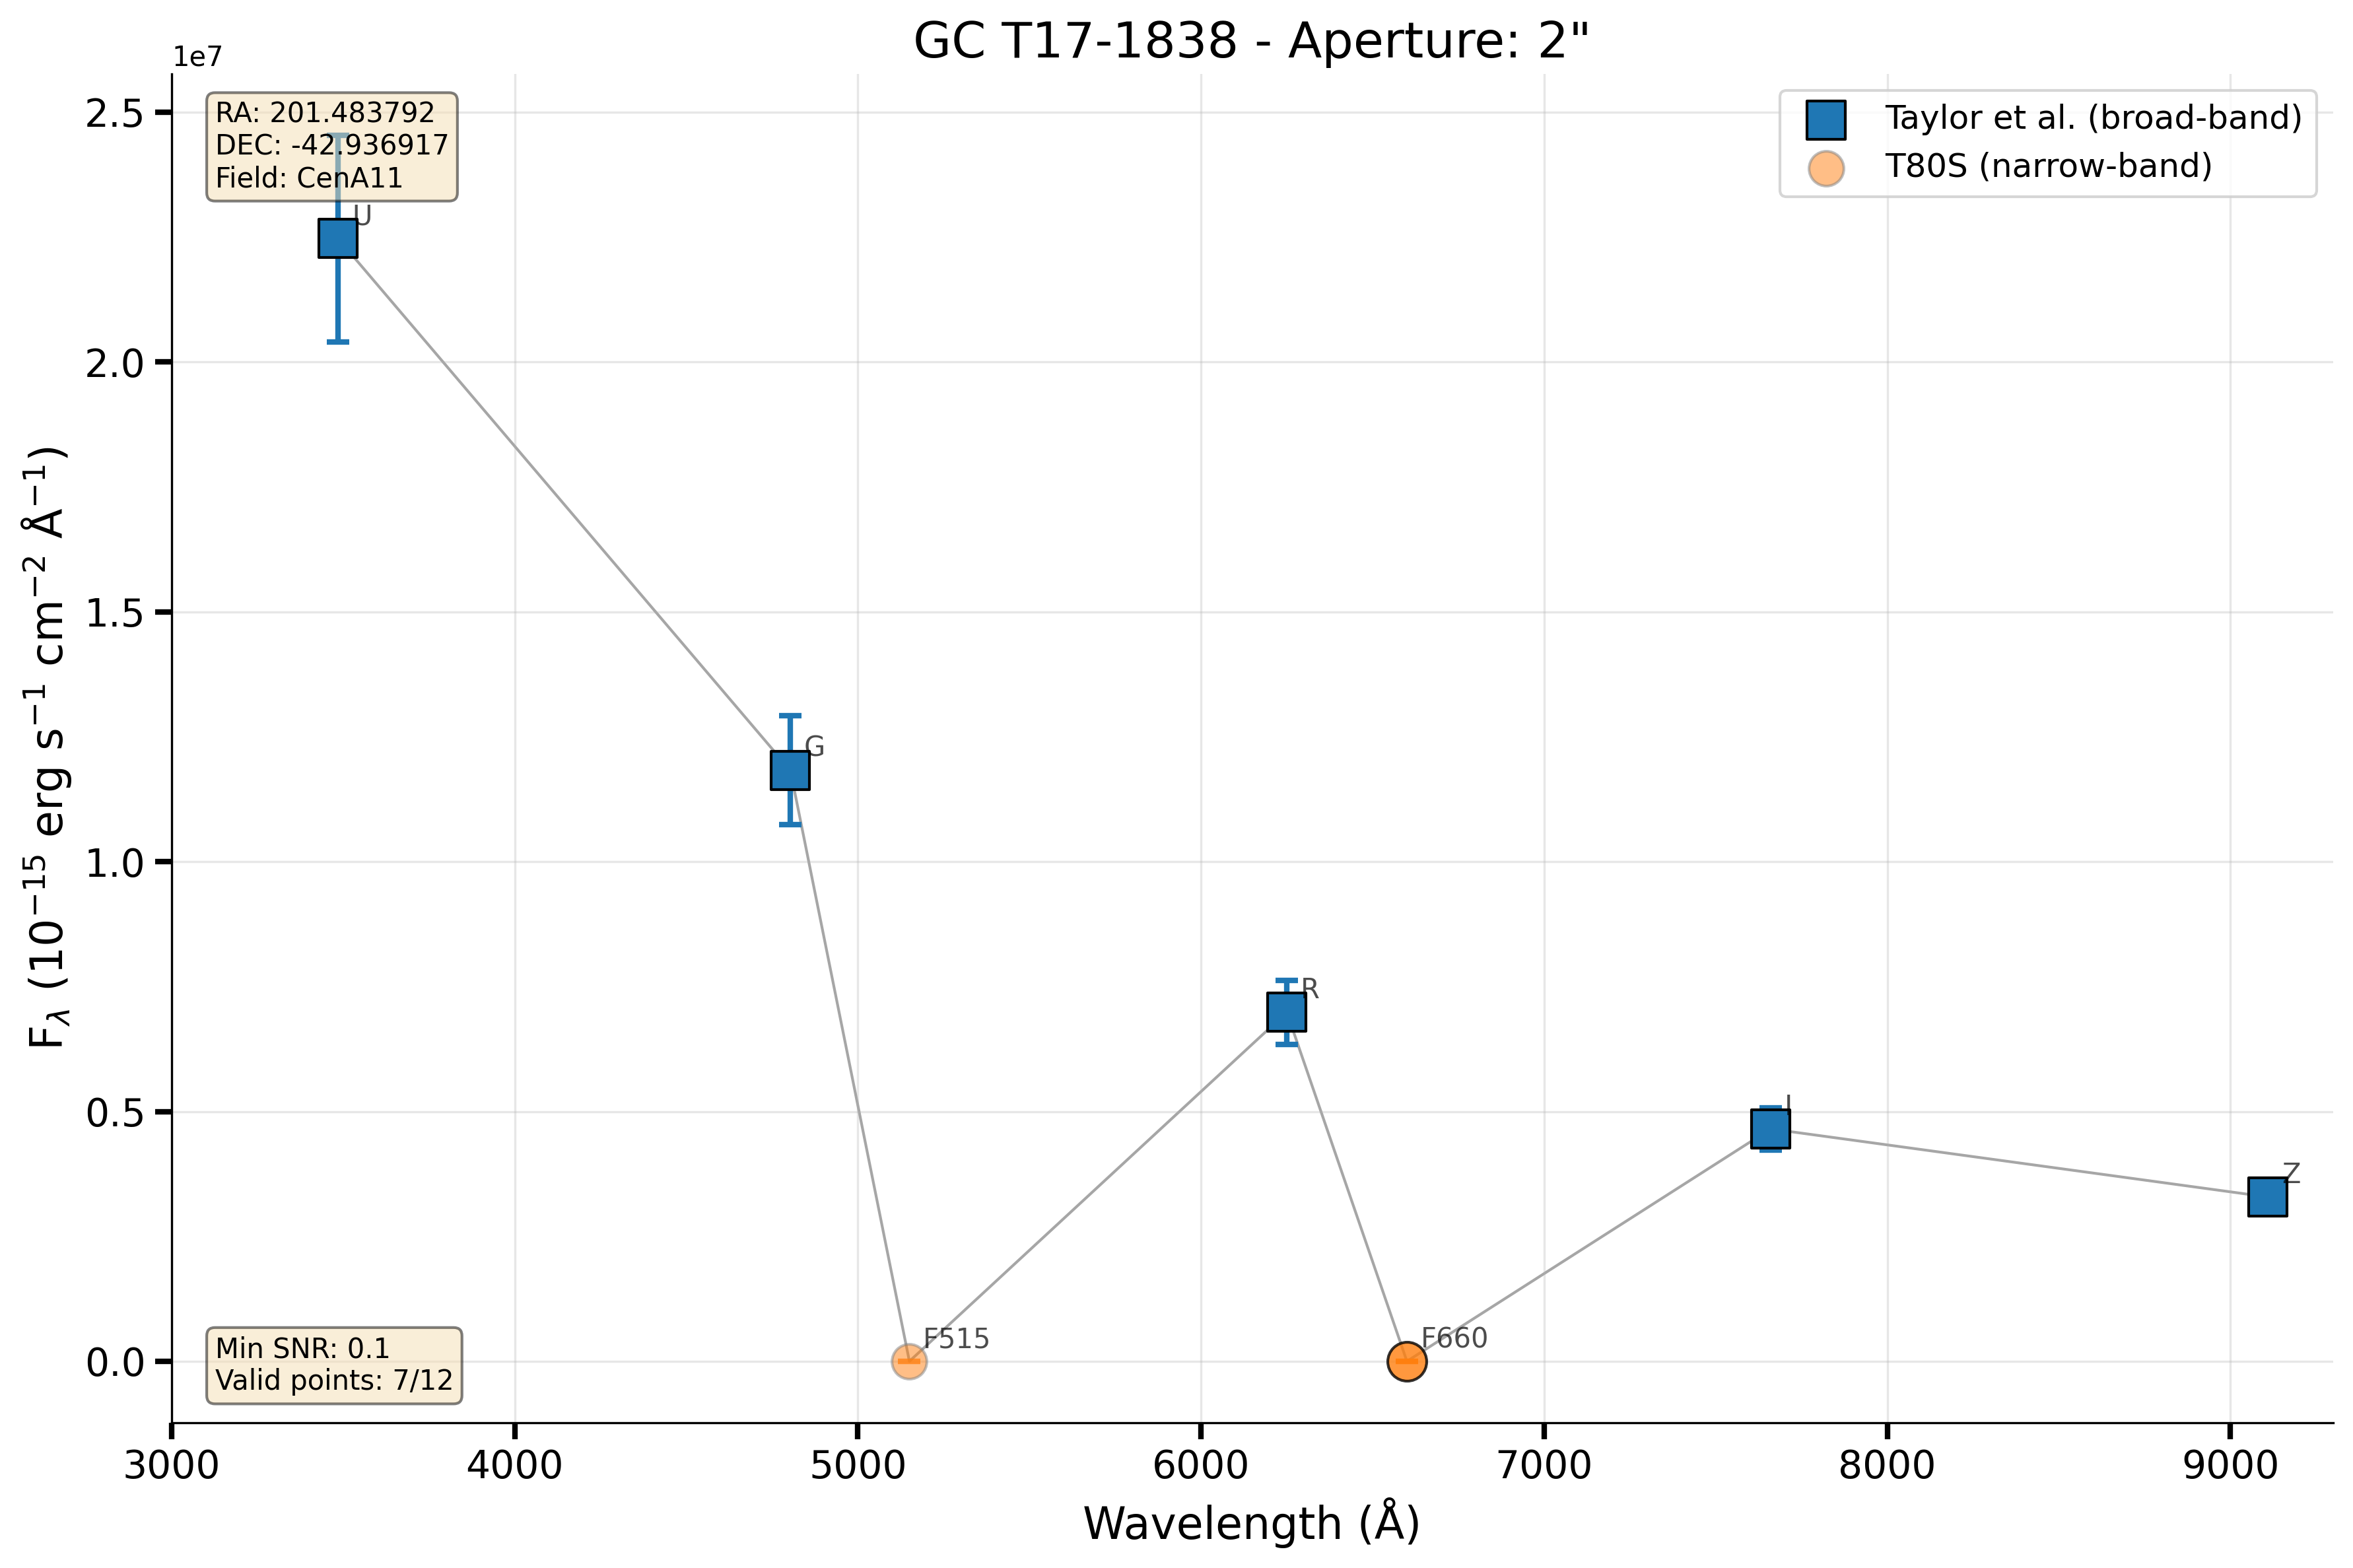 GC T17-1838 - Aperture: 2"
1e7
RA: 201.483792
DEC: -42.936917
Field: CenA11
Taylor et al. (broad-band)
T80S (narrow-band)
2.5
2.0
1.5
1.0
0.5
0.0
F_λ (10⁻¹⁵ erg s⁻¹ cm⁻² Å⁻¹)
U
G
R
I
Z
F515
F660
Min SNR: 0.1
Valid points: 7/12
3000 4000 5000 6000 7000 8000 9000
Wavelength (Å)